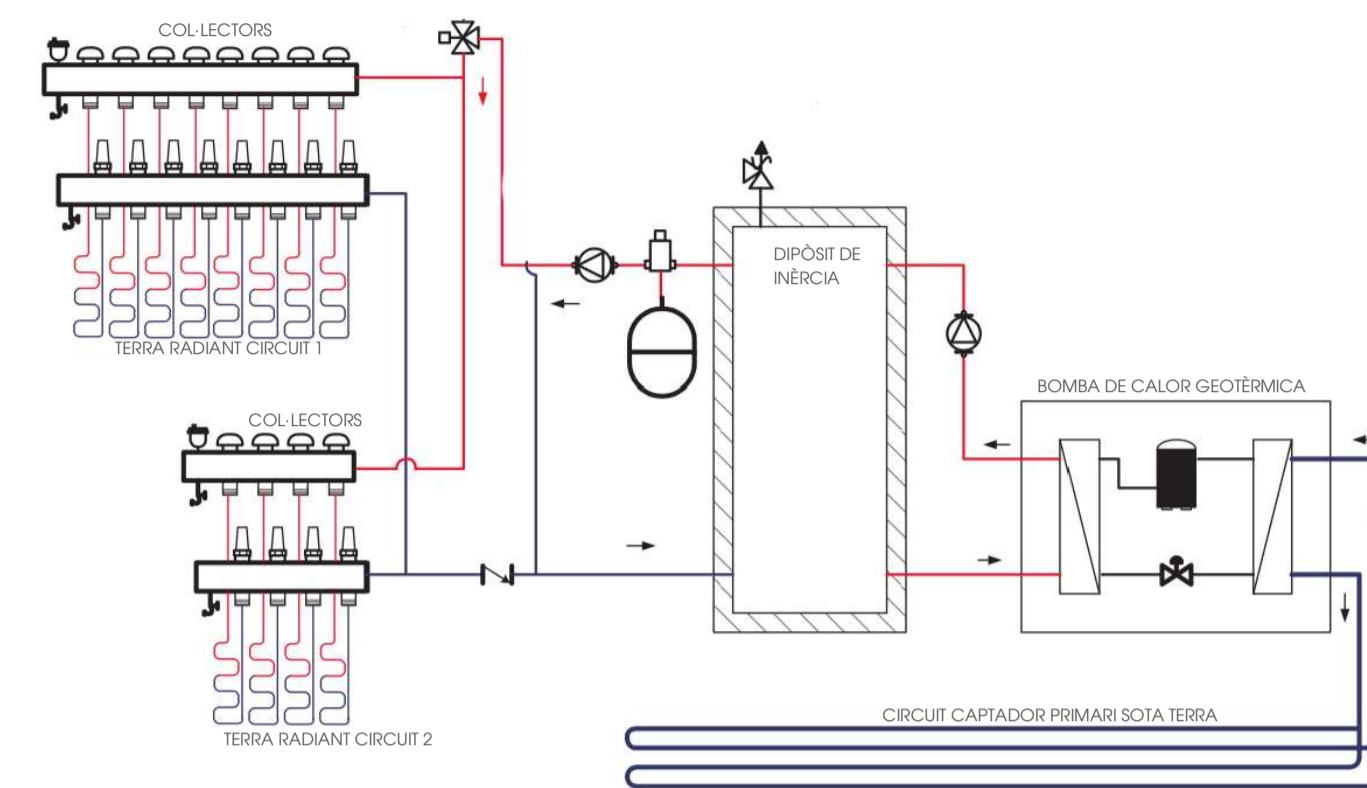 COL·LECTORS
DIPÒSIT DE
INÈRCIA
TERRA RADIANT CIRCUIT 1
BOMBA DE CALOR GEOTÈRMICA
COL·LECTORS
CIRCUIT CAPTADOR PRIMARI SOTA TERRA
TERRA RADIANT CIRCUIT 2